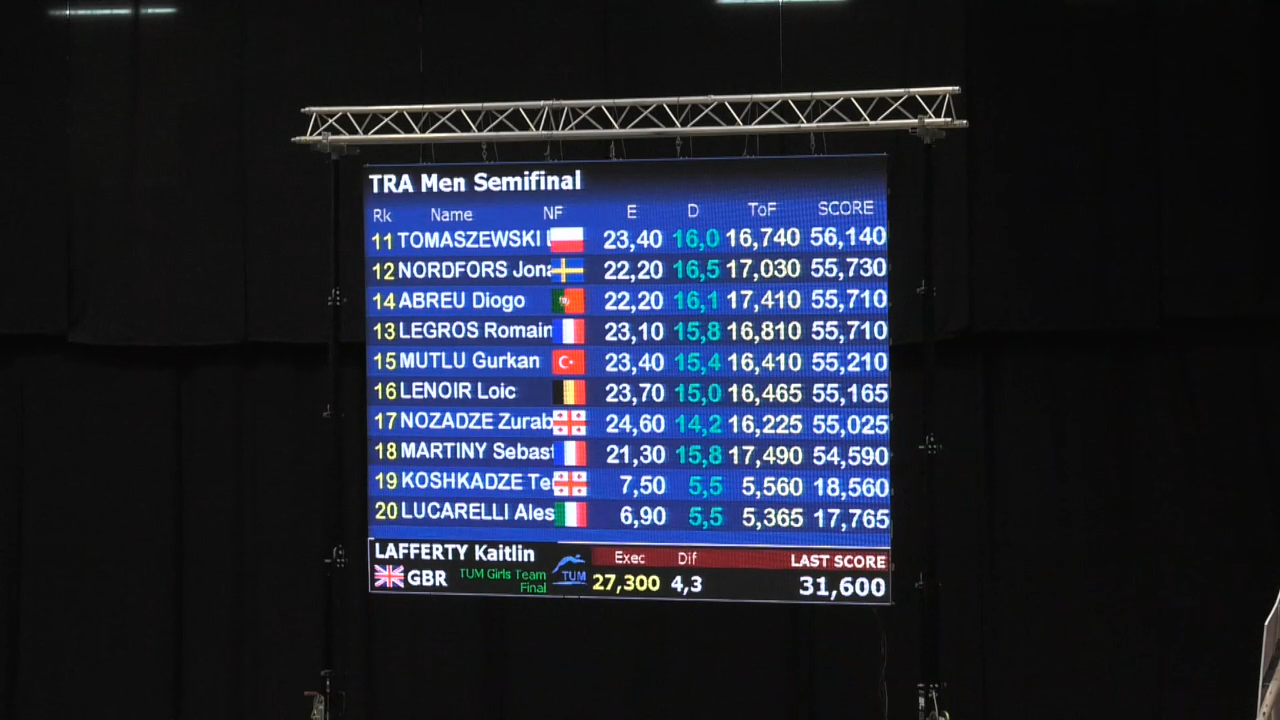 TRA Men Semifinal
Rk Name NF E D ToF SCORE
11 TOMASZEWSKI 23,40 16,0 16,740 56,140
12 NORDFORS Jona 22,20 16,5 17,030 55,730
14 ABREU Diogo 22,20 16,1 17,410 55,710
13 LEGROS Romain 23,10 15,8 16,810 55,710
15 MUTLU Gurkan 23,40 15,4 16,410 55,210
16 LENOIR Loic 23,70 15,0 16,465 55,165
17 NOZADZE Zurab 24,60 14,2 16,225 55,025
18 MARTINY Sebast 21,30 15,8 17,490 54,590
19 KOSHKADZE Te 7,50 5,5 5,560 18,560
20 LUCARELLI Ales 6,90 5,5 5,365 17,765
LAFFERTY Kaitlin Exec Dif LAST SCORE
GBR TUM Girls Team Final TUM 27,300 4,3 31,600